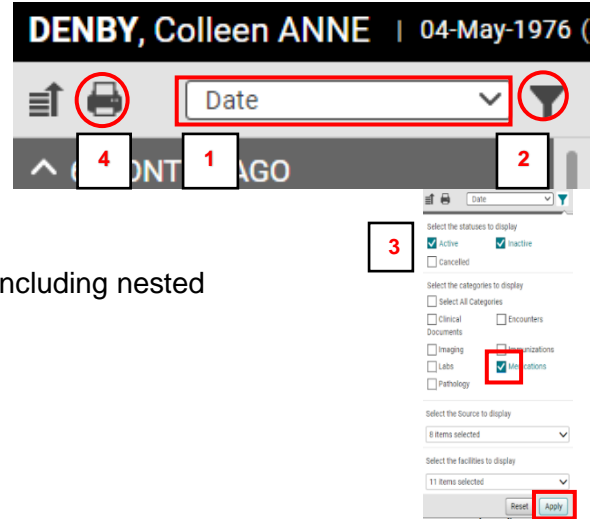 DENBY, Colleen ANNE | 04-May-1976 (
Date
4
1
2
AGO
Date
Select the statuses to display
Active Inactive
Cancelled
3
ncluding nested
Select the categories to display
Select All Categories
Clinical Documents
Encounters
Imaging
Labs
Pathology
Select the Source to display
8 items selected
Select the facilities to display
11 items selected
Reset Apply